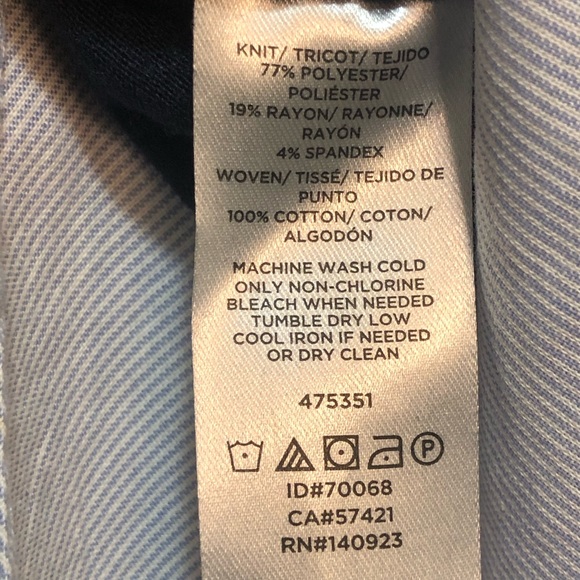 KNIT/ TRICOT/ TEJIDO
77% POLYESTER/
POLIÉSTER
19% RAYON/ RAYONNE/
RAYÓN
4% SPANDEX
WOVEN/ TISSÉ/ TEJIDO DE
PUNTO
100% COTTON/ COTON/
ALGODÓN
MACHINE WASH COLD
ONLY NON-CHLORINE
BLEACH WHEN NEEDED
TUMBLE DRY LOW
COOL IRON IF NEEDED
OR DRY CLEAN
475351
P
ID#70068
CA#57421
RN#140923